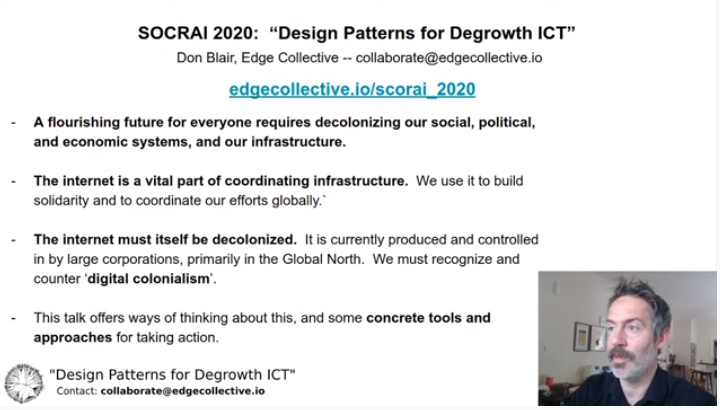 SOCRAI 2020:  “Design Patterns for Degrowth ICT”
Don Blair, Edge Collective -- collaborate@edgecollective.io
edgecollective.io/scorai_2020
- A flourishing future for everyone requires decolonizing our social, political,
and economic systems, and our infrastructure.
- The internet is a vital part of coordinating infrastructure.  We use it to build
solidarity and to coordinate our efforts globally.`
- The internet must itself be decolonized.  It is currently produced and controlled
in by large corporations, primarily in the Global North.  We must recognize and
counter ‘digital colonialism’.
- This talk offers ways of thinking about this, and some concrete tools and
approaches for taking action.
"Design Patterns for Degrowth ICT"
Contact: collaborate@edgecollective.io